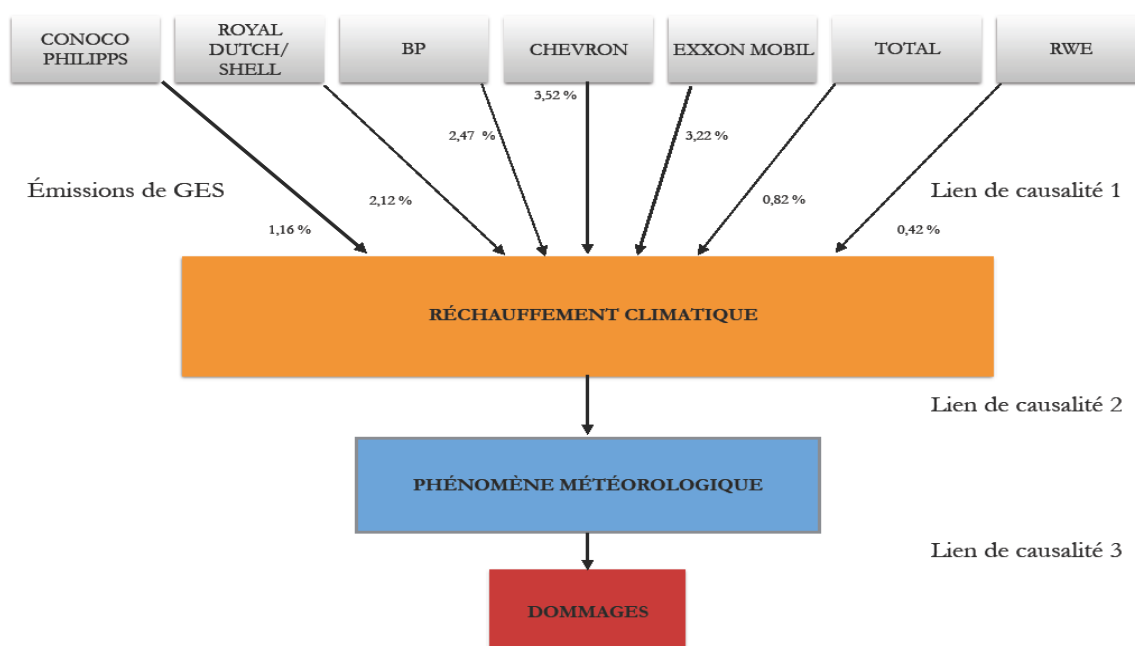 CONOCO
PHILIPPS
ROYAL
DUTCH/
SHELL
BP
CHEVRON
EXXON MOBIL
TOTAL
RWE
3,52 %
2,47 %
3,22 %
Émissions de GES
2,12 %
0,82 %
Lien de causalité 1
1,16 %
0,42 %
RÉCHAUFFEMENT CLIMATIQUE
Lien de causalité 2
PHÉNOMÈNE MÉTÉOROLOGIQUE
Lien de causalité 3
DOMMAGES